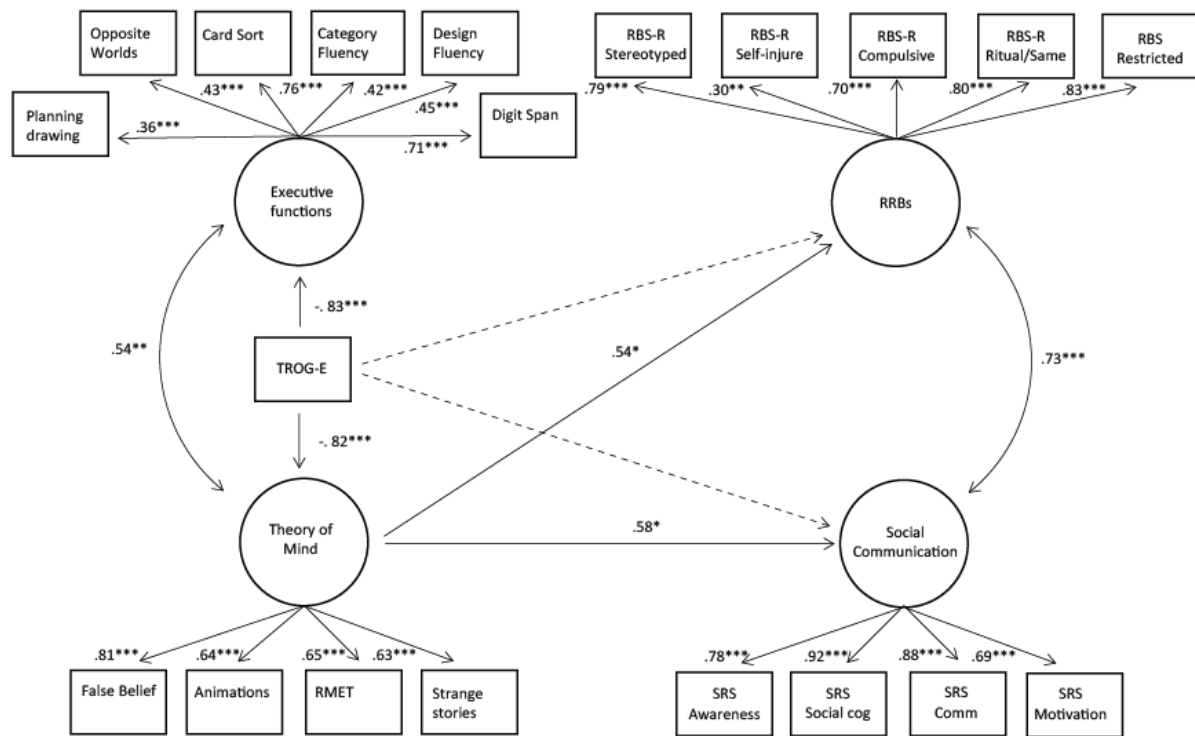 Opposite
Worlds
Card Sort
Category
Fluency
Design
Fluency
RBS-R
Stereotyped
RBS-R
Self-injure
RBS-R
Compulsive
RBS-R
Ritual/Same
RBS
Restricted
.43***
.76***
.42***
.45***
.79***
.30**
.70***
.80***
.83***
Planning
drawing
.36***
.71***
Digit Span
Executive
functions
RRBs
-. 83***
.54**
TROG-E
.54*
.73***
-. 82***
Theory of
Mind
.58*
Social
Communication
.81***
.64***
.65***
.63***
.78***
.92***
.88***
.69***
False Belief
Animations
RMET
Strange
stories
SRS
Awareness
SRS
Social cog
SRS
Comm
SRS
Motivation